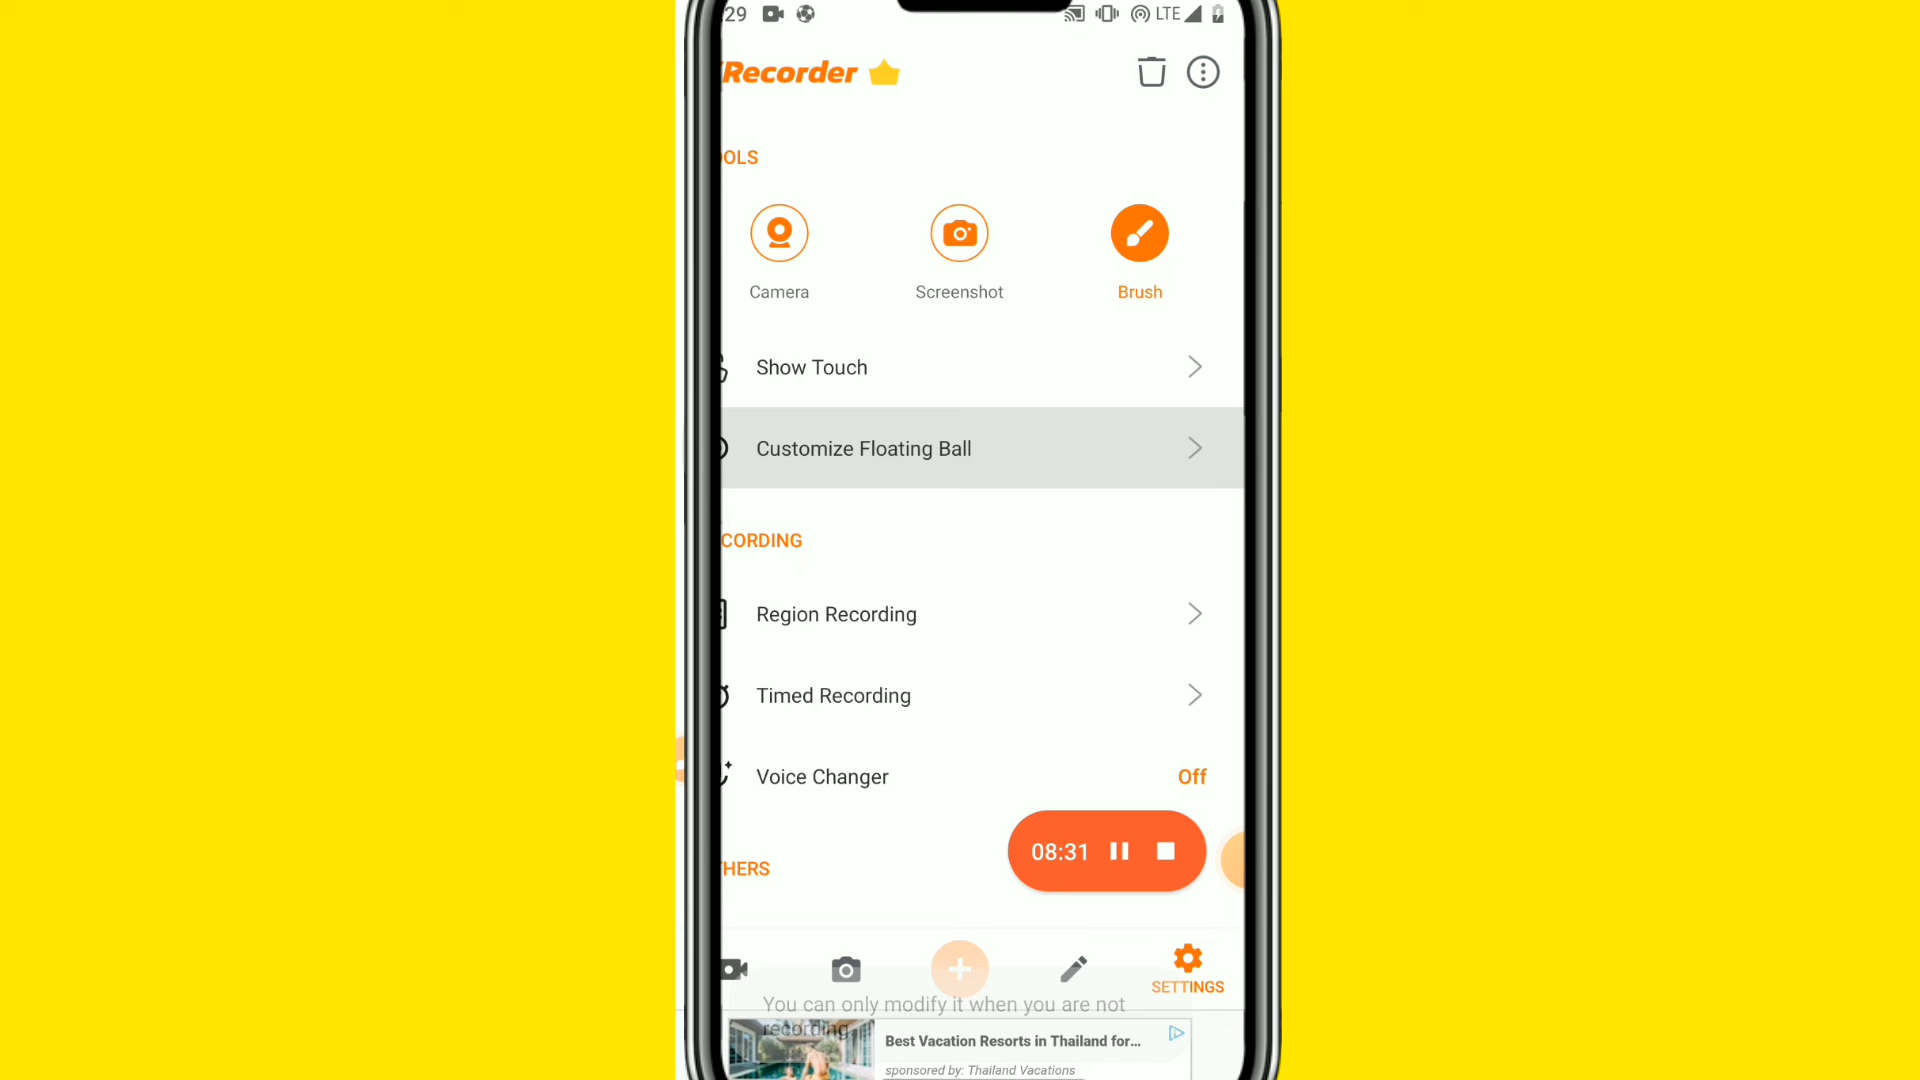 :29 LTE
Recorder
OLS
Camera Screenshot Brush
Show Touch
Customize Floating Ball
CORDING
Region Recording
Timed Recording
Voice Changer Off
08:31
HERS
SETTINGS
You can only modify it when you are not
recording
Best Vacation Resorts in Thailand for...
sponsored by: Thailand Vacations